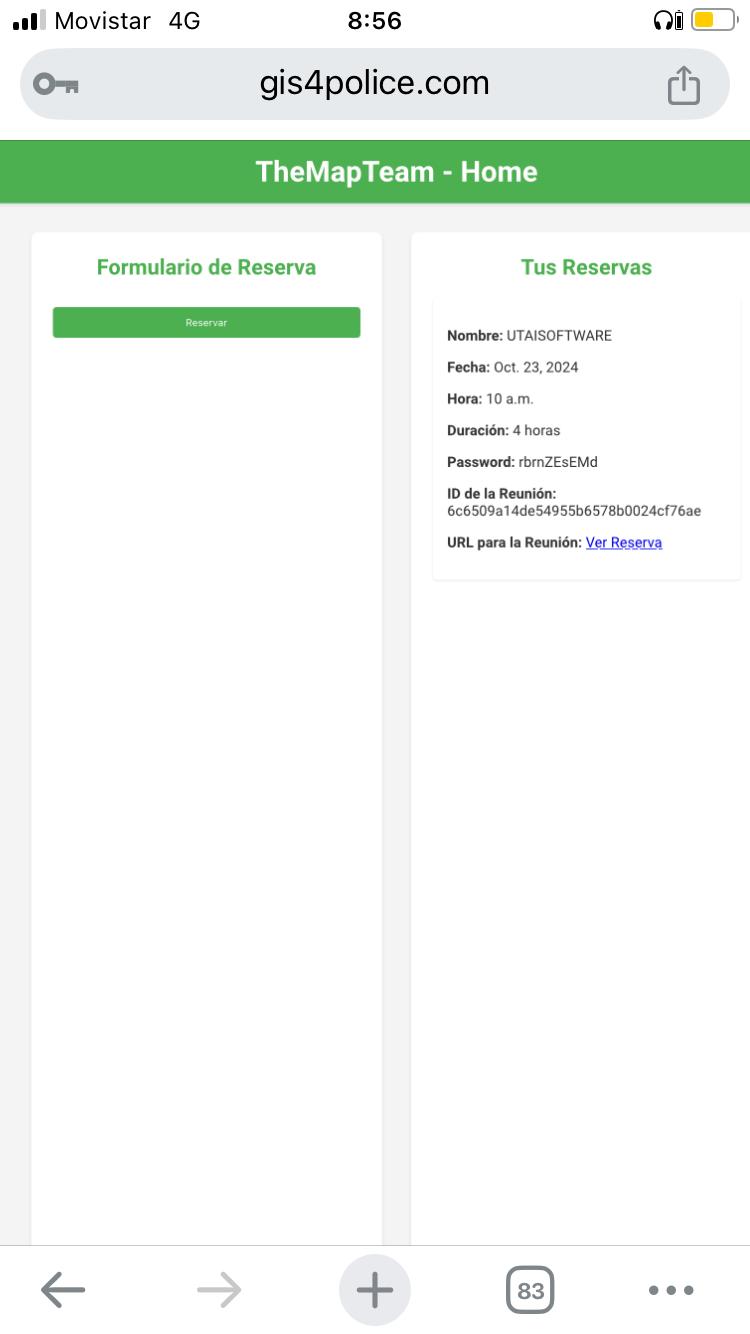 Movistar 4G 8:56
gis4police.com
TheMapTeam - Home
Formulario de Reserva
Reservar
Tus Reservas
Nombre: UTAISOFTWARE
Fecha: Oct. 23, 2024
Hora: 10 a.m.
Duración: 4 horas
Password: rbrnZEsEMd
ID de la Reunión:
6c6509a14de54955b6578b0024cf76ae
URL para la Reunión: Ver Reserva
83